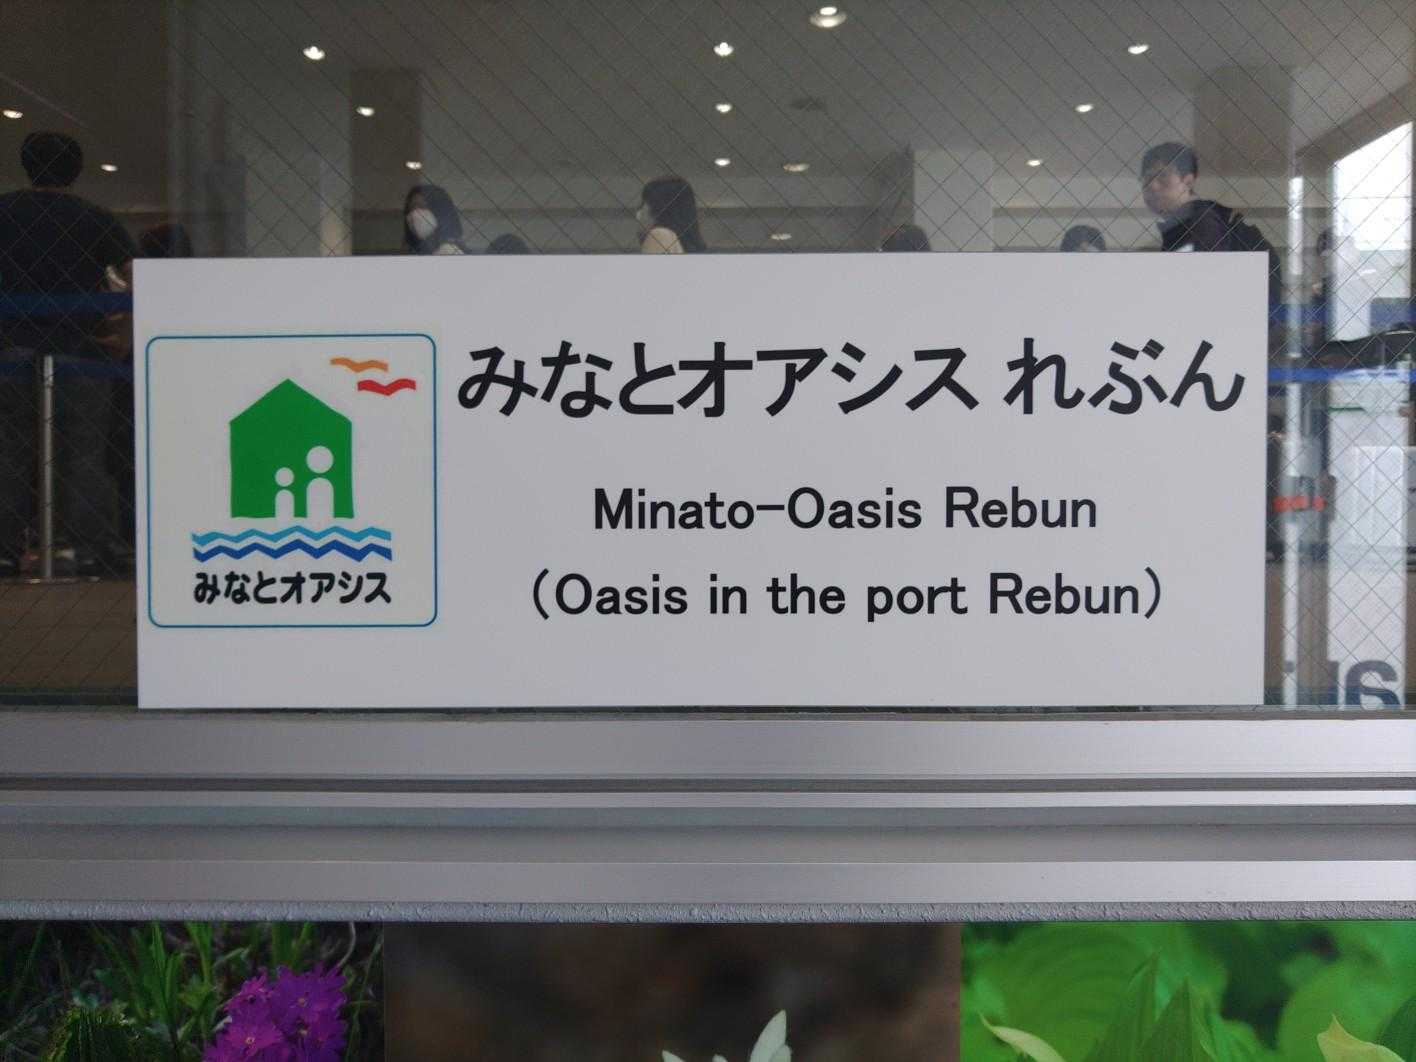 みなとオアシス れぶん
Minato-Oasis Rebun
(Oasis in the port Rebun)
みなとオアシス